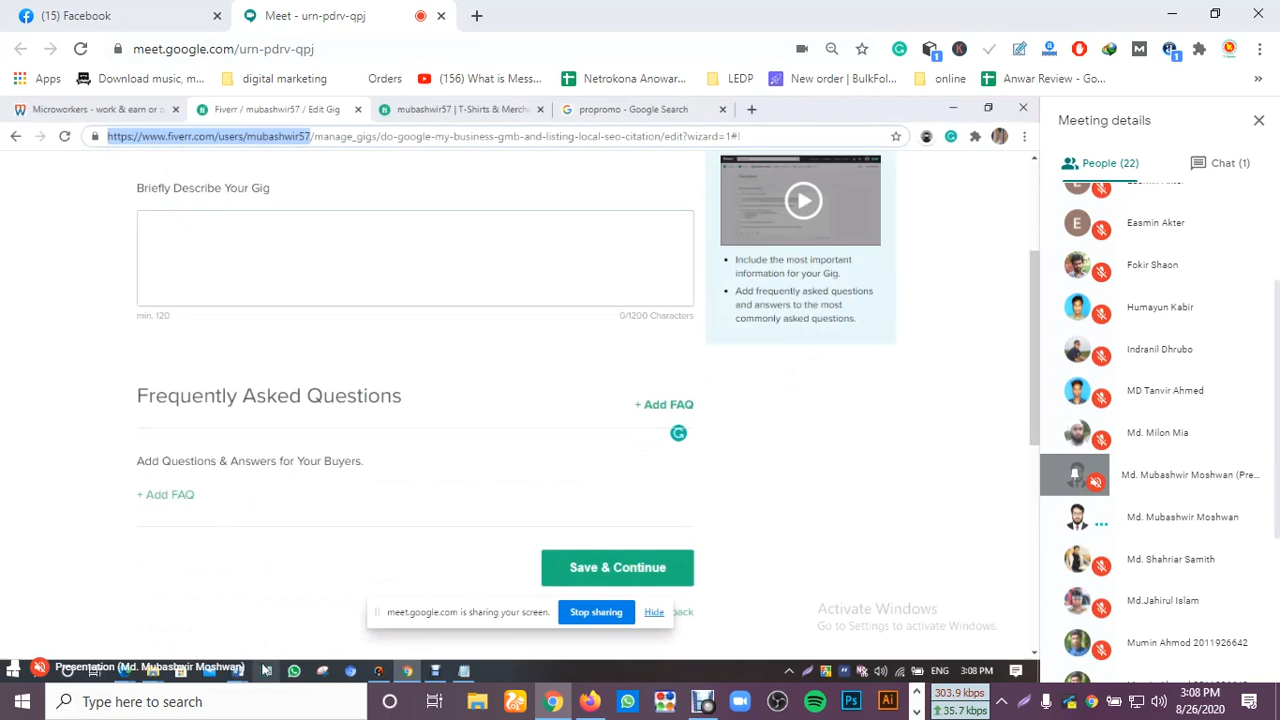 (15) Facebook
Meet - urn-pdrv-qpj
meet.google.com/urn-pdrv-qpj
Apps
Download music, m...
digital marketing
Orders
(156) What is Mess...
Netrokona Anowar...
LEDP
New order | BulkFol...
online
Anwar Review - Go...
Microworkers - work & earn or o
Fiverr / mubashwir57 / Edit Gig
mubashwir57 | T-Shirts & Merch
propromo - Google Search
https://www.fiverr.com/users/mubashwir57/manage_gigs/do-google-my-business-gmb-and-listing-local-seo-citation/edit?wizard=1#
Briefly Describe Your Gig
min. 120
0/1200 Characters
Include the most important
information for your Gig.
Add frequently asked questions
and answers to the most
commonly asked questions.
Frequently Asked Questions
+ Add FAQ
Add Questions & Answers for Your Buyers.
+ Add FAQ
Save & Continue
meet.google.com is sharing your screen.
Stop sharing
Hide
back
Activate Windows
Go to Settings to activate Windows.
Presentation (Md. Mubashwir Moshwan)
ENG
3:08 PM
Meeting details
People (22)
Chat (1)
Easmin Akter
Fokir Shaon
Humayun Kabir
Indranil Dhrubo
MD Tanvir Ahmed
Md. Milon Mia
Md. Mubashwir Moshwan (Pre...
Md. Mubashwir Moshwan
Md. Shahriar Samith
Md.Jahirul Islam
Mumin Ahmod 2011926642
Type here to search
303.9 kbps
35.7 kbps
3:08 PM
8/26/2020